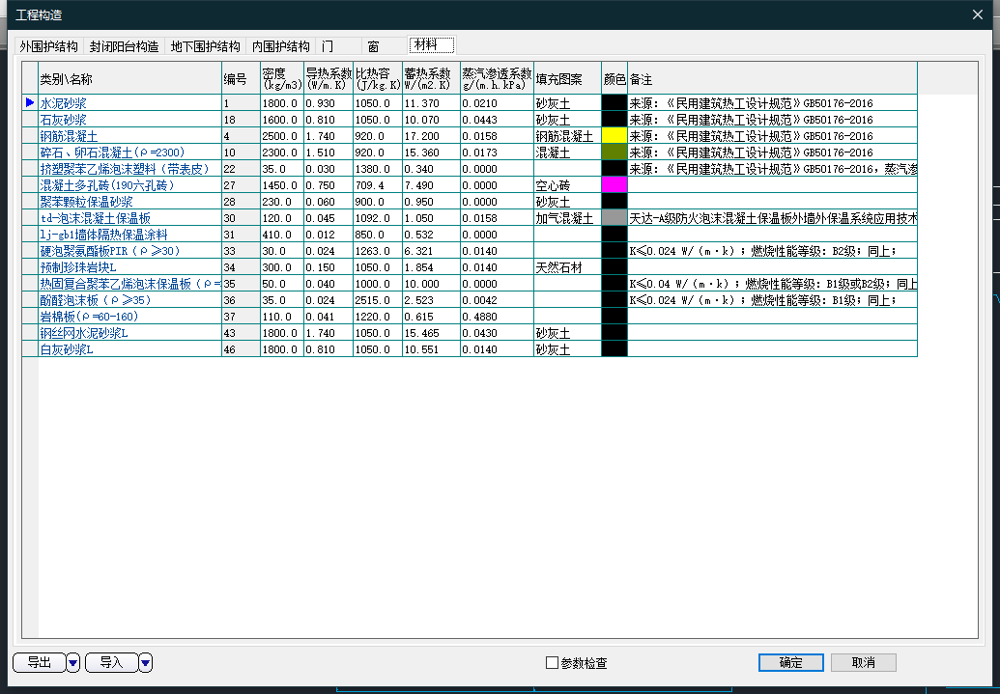 工程构造
外围护结构 封闭阳台构造 地下围护结构 内围护结构 门 窗 材料
类别\名称 编号 密度(kg/m3) 导热系数(W/m.K) 比热容(J/kg.K) 蓄热系数W/(m2.K) 蒸汽渗透系数g/(m.h.kPa) 填充图案 颜色 备注
水泥砂浆 1 1800.0 0.930 1050.0 11.370 0.0210 砂灰土 来源:《民用建筑热工设计规范》GB50176-2016
石灰砂浆 18 1600.0 0.810 1050.0 10.070 0.0443 砂灰土 来源:《民用建筑热工设计规范》GB50176-2016
钢筋混凝土 4 2500.0 1.740 920.0 17.200 0.0158 钢筋混凝土 来源:《民用建筑热工设计规范》GB50176-2016
碎石、卵石混凝土(ρ=2300) 10 2300.0 1.510 920.0 15.360 0.0173 混凝土 来源:《民用建筑热工设计规范》GB50176-2016
挤塑聚苯乙烯泡沫塑料（带表皮） 22 35.0 0.030 1380.0 0.340 0.0000 来源:《民用建筑热工设计规范》GB50176-2016，蒸汽渗
混凝土多孔砖(190六孔砖) 27 1450.0 0.750 709.4 7.490 0.0000 空心砖
聚苯颗粒保温砂浆 28 230.0 0.060 900.0 0.950 0.0000 砂灰土
td-泡沫混凝土保温板 30 120.0 0.045 1092.0 1.050 0.0158 加气混凝土 天达-A级防火泡沫混凝土保温板外墙外保温系统应用技术
lj-gb1墙体隔热保温涂料 31 410.0 0.012 850.0 0.532 0.0000
硬泡聚氨酯板PIR（ρ≥30） 33 30.0 0.024 1263.0 6.321 0.0140 K≤0.024 W/（m·k）；燃烧性能等级：B2级；同上；
预制珍珠岩块L 34 300.0 0.150 1050.0 1.854 0.0140 天然石材
热固复合聚苯乙烯泡沫保温板（ρ= 35 50.0 0.040 1000.0 10.000 0.0000 K≤0.04 W/（m·k）；燃烧性能等级：B1级或B2级；同上
酚醛泡沫板（ρ≥35） 36 35.0 0.024 2515.0 2.523 0.0042 K≤0.024 W/（m·k）；燃烧性能等级：B1级；同上；
岩棉板(ρ=60-160) 37 110.0 0.041 1220.0 0.615 0.4880
钢丝网水泥砂浆L 43 1800.0 1.740 1050.0 15.465 0.0430 砂灰土
白灰砂浆L 46 1800.0 0.810 1050.0 10.551 0.0140 砂灰土
导出 导入 参数检查 确定 取消